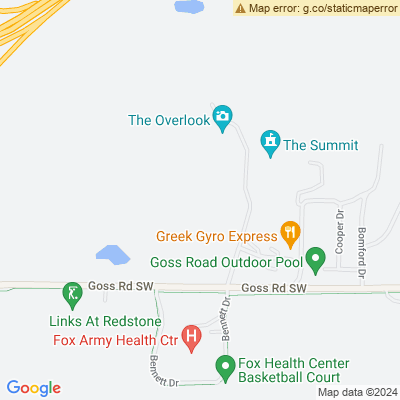 Map error: g.co/staticmaperror
The Overlook
The Summit
Greek Gyro Express
Goss Road Outdoor Pool
Cooper Dr
Bomford Dr
Goss Rd SW
Goss Rd SW
Links At Redstone
Fox Army Health Ctr
Bennett Dr
Bennett Dr
Fox Health Center
Basketball Court
Google
Map data ©2024